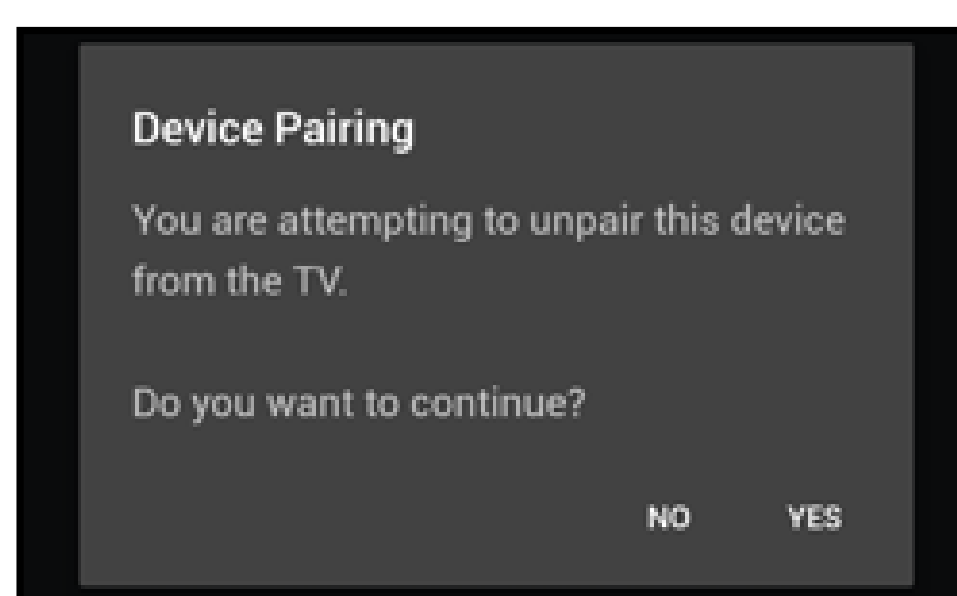 Device Pairing
You are attempting to unpair this device
from the TV.
Do you want to continue?
NO YES